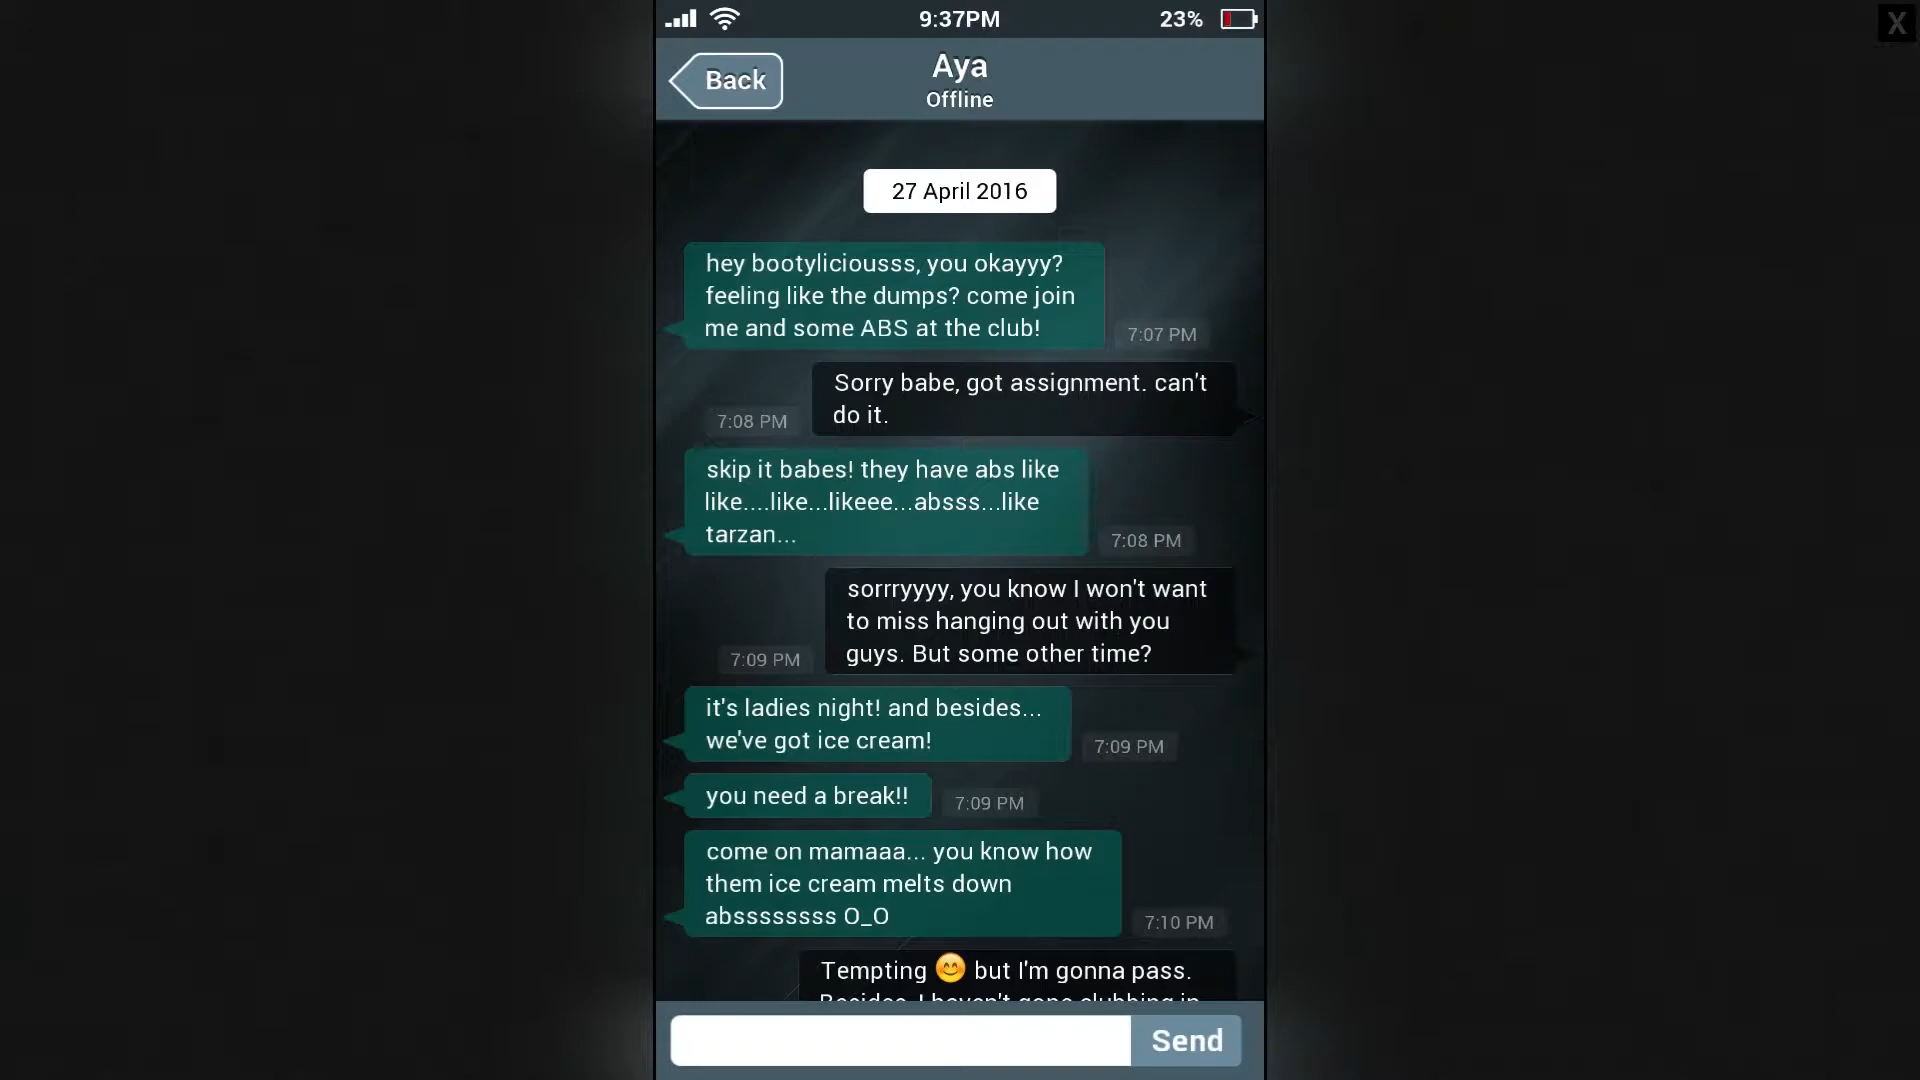 9:37PM
23%
X
Back
Aya
Offline
27 April 2016
hey bootyliciousss, you okayyy?
feeling like the dumps? come join
me and some ABS at the club!
7:07 PM
Sorry babe, got assignment. can't
do it.
7:08 PM
skip it babes! they have abs like
like....like...likeee...absss...like
tarzan...
7:08 PM
sorrryyyy, you know I won't want
to miss hanging out with you
guys. But some other time?
7:09 PM
it's ladies night! and besides...
we've got ice cream!
7:09 PM
you need a break!!
7:09 PM
come on mamaaa... you know how
them ice cream melts down
abssssssss O_O
7:10 PM
Tempting 😊 but I'm gonna pass.
Besides, I haven't gone clubbing in
Send